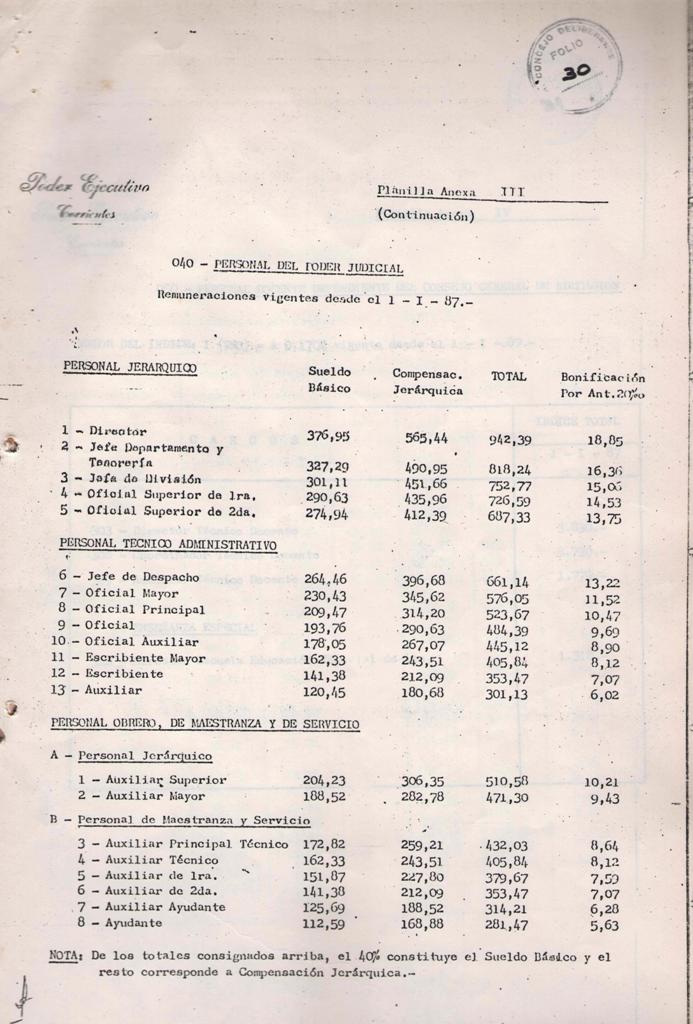 CONCEJO DELIBERANTE
FOLIO
30
Poder Ejecutivo
Corrientes
Planilla Anexa III
(Continuación)
040 - PERSONAL DEL PODER JUDICIAL
Remuneraciones vigentes desde el 1 - I - 87.-
PERSONAL JERARQUICO Sueldo Básico Compensac. Jerárquica TOTAL Bonificación Por Ant.20%o
1 - Director 376,95 565,44 942,39 18,85
2 - Jefe Departamento y
Tesorería 327,29 490,95 818,24 16,36
3 - Jefe de División 301,11 451,66 752,77 15,06
4 - Oficial Superior de 1ra. 290,63 435,96 726,59 14,53
5 - Oficial Superior de 2da. 274,94 412,39 687,33 13,75
PERSONAL TECNICO ADMINISTRATIVO
6 - Jefe de Despacho 264,46 396,68 661,14 13,22
7 - Oficial Mayor 230,43 345,62 576,05 11,52
8 - Oficial Principal 209,47 314,20 523,67 10,47
9 - Oficial 193,76 290,63 484,39 9,69
10 - Oficial Auxiliar 178,05 267,07 445,12 8,90
11 - Escribiente Mayor 162,33 243,51 405,84 8,12
12 - Escribiente 141,38 212,09 353,47 7,07
13 - Auxiliar 120,45 180,68 301,13 6,02
PERSONAL OBRERO, DE MAESTRANZA Y DE SERVICIO
A - Personal Jerárquico
1 - Auxiliar Superior 204,23 306,35 510,58 10,21
2 - Auxiliar Mayor 188,52 282,78 471,30 9,43
B - Personal de Maestranza y Servicio
3 - Auxiliar Principal Técnico 172,82 259,21 432,03 8,64
4 - Auxiliar Técnico 162,33 243,51 405,84 8,12
5 - Auxiliar de 1ra. 151,87 227,80 379,67 7,59
6 - Auxiliar de 2da. 141,38 212,09 353,47 7,07
7 - Auxiliar Ayudante 125,69 188,52 314,21 6,28
8 - Ayudante 112,59 168,88 281,47 5,63
NOTA: De los totales consignados arriba, el 40% constituye el Sueldo Básico y el
resto corresponde a Compensación Jerárquica.-